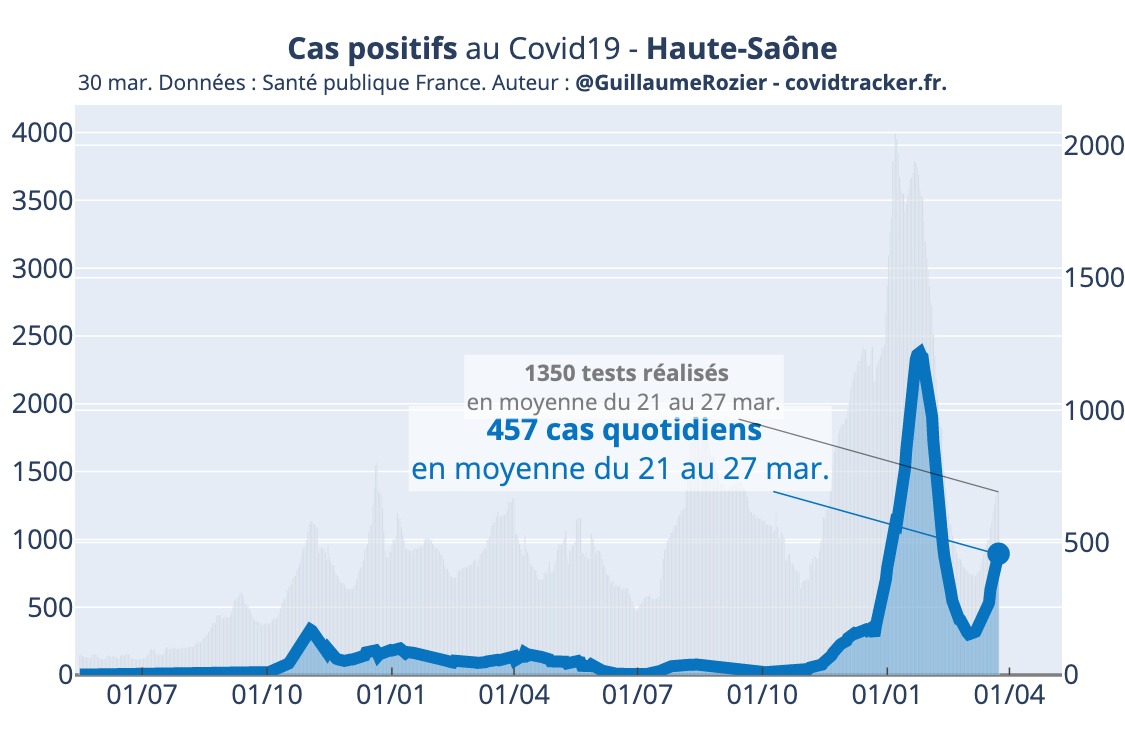 Cas positifs au Covid19 - Haute-Saône
30 mar. Données : Santé publique France. Auteur : @GuillaumeRozier - covidtracker.fr.
4000
3500
3000
2500
2000
1500
1000
500
0
2000
1500
1000
500
0
1350 tests réalisés
en moyenne du 21 au 27 mar.
457 cas quotidiens
en moyenne du 21 au 27 mar.
01/07 01/10 01/01 01/04 01/07 01/10 01/01 01/04